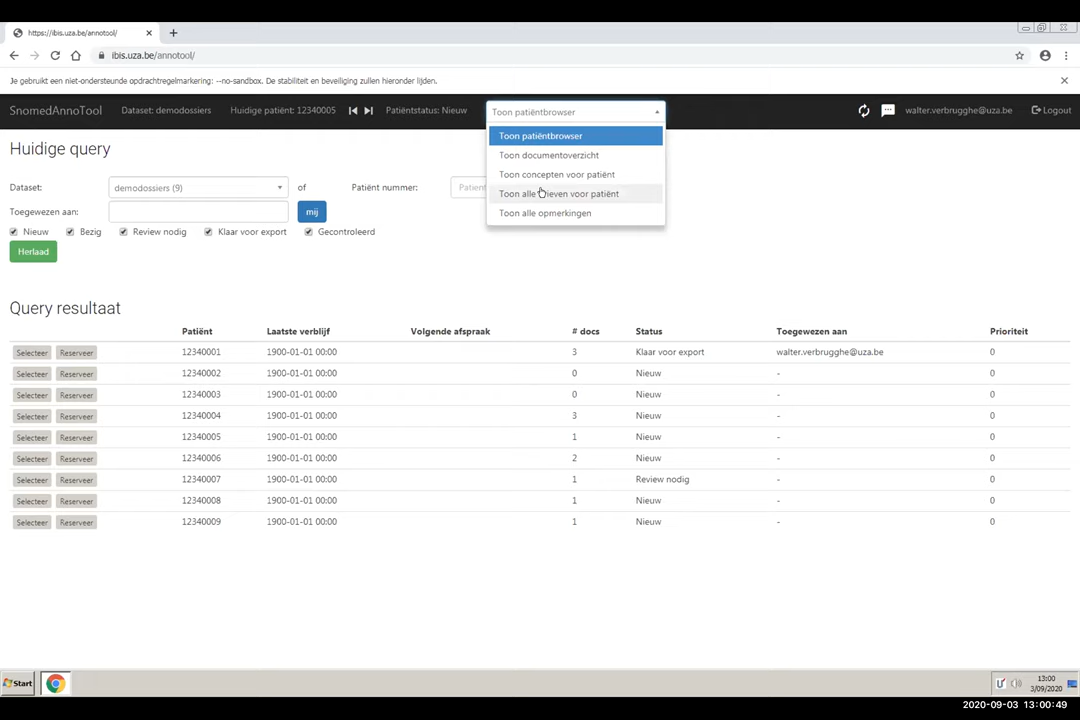 https://ibis.uza.be/annotool/
ibis.uza.be/annotool/
Je gebruikt een niet-ondersteunde opdrachtregelmarkering: --no-sandbox. De stabiliteit en beveiliging zullen hieronder lijden.
SnomedAnnoTool Dataset: demodossiers Huidige patiënt: 12340005 Patiëntstatus: Nieuw Toon patiëntbrowser walter.verbrugghe@uza.be Logout
Toon patiëntbrowser
Toon documentoverzicht
Toon concepten voor patiënt
Toon alle brieven voor patiënt
Toon alle opmerkingen
Huidige query
Dataset: demodossiers (9) of Patiënt nummer: Patiënt
Toegewezen aan: mij
Nieuw Bezig Review nodig Klaar voor export Gecontroleerd
Herlaad
Query resultaat
Patiënt Laatste verblijf Volgende afspraak # docs Status Toegewezen aan Prioriteit
Selecteer Reserveer 12340001 1900-01-01 00:00 3 Klaar voor export walter.verbrugghe@uza.be 0
Selecteer Reserveer 12340002 1900-01-01 00:00 0 Nieuw - 0
Selecteer Reserveer 12340003 1900-01-01 00:00 0 Nieuw - 0
Selecteer Reserveer 12340004 1900-01-01 00:00 3 Nieuw - 0
Selecteer Reserveer 12340005 1900-01-01 00:00 1 Nieuw - 0
Selecteer Reserveer 12340006 1900-01-01 00:00 2 Nieuw - 0
Selecteer Reserveer 12340007 1900-01-01 00:00 1 Review nodig - 0
Selecteer Reserveer 12340008 1900-01-01 00:00 1 Nieuw - 0
Selecteer Reserveer 12340009 1900-01-01 00:00 1 Nieuw - 0
Start
13:00
3/09/2020
2020-09-03 13:00:49